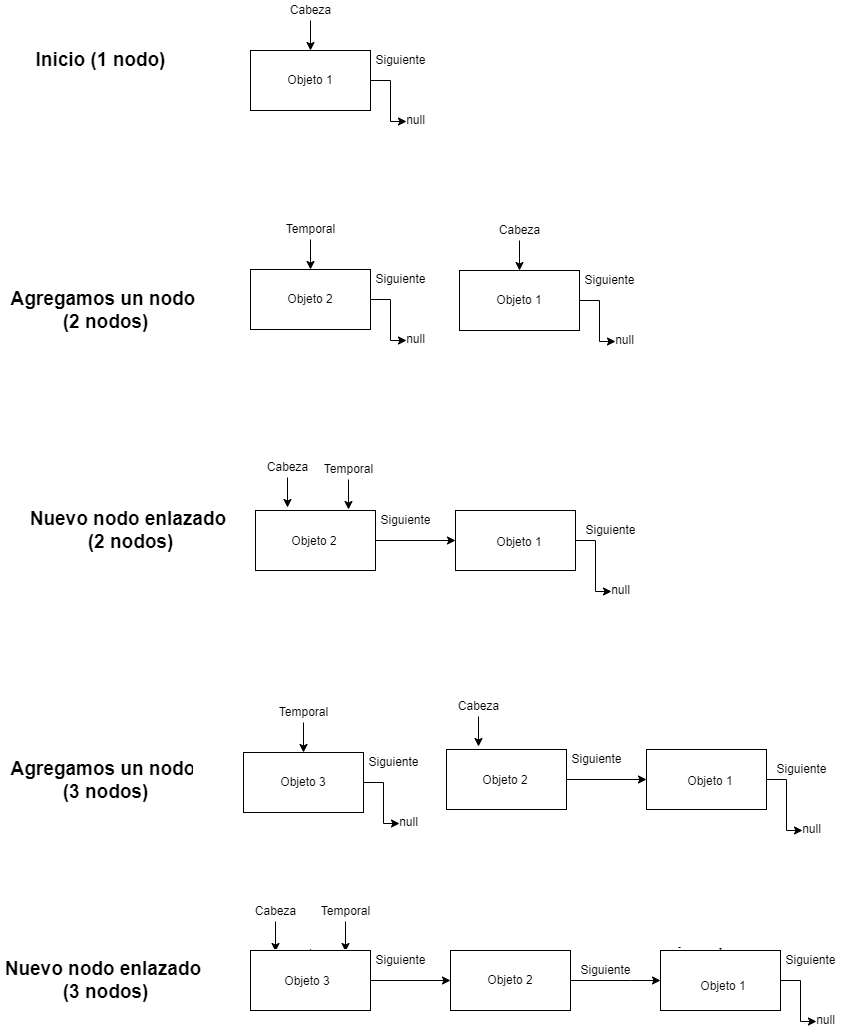 Cabeza
Inicio (1 nodo)
Siguiente
Objeto 1
null
Temporal
Cabeza
Siguiente
Siguiente
Agregamos un nodo
(2 nodos)
Objeto 2
Objeto 1
null
null
Cabeza
Temporal
Nuevo nodo enlazado
(2 nodos)
Siguiente
Siguiente
Objeto 2
Objeto 1
null
Temporal
Cabeza
Agregamos un nodo
(3 nodos)
Siguiente
Siguiente
Siguiente
Objeto 3
Objeto 2
Objeto 1
null
null
Cabeza
Temporal
Nuevo nodo enlazado
(3 nodos)
Siguiente
Siguiente
Siguiente
Objeto 3
Objeto 2
Objeto 1
null